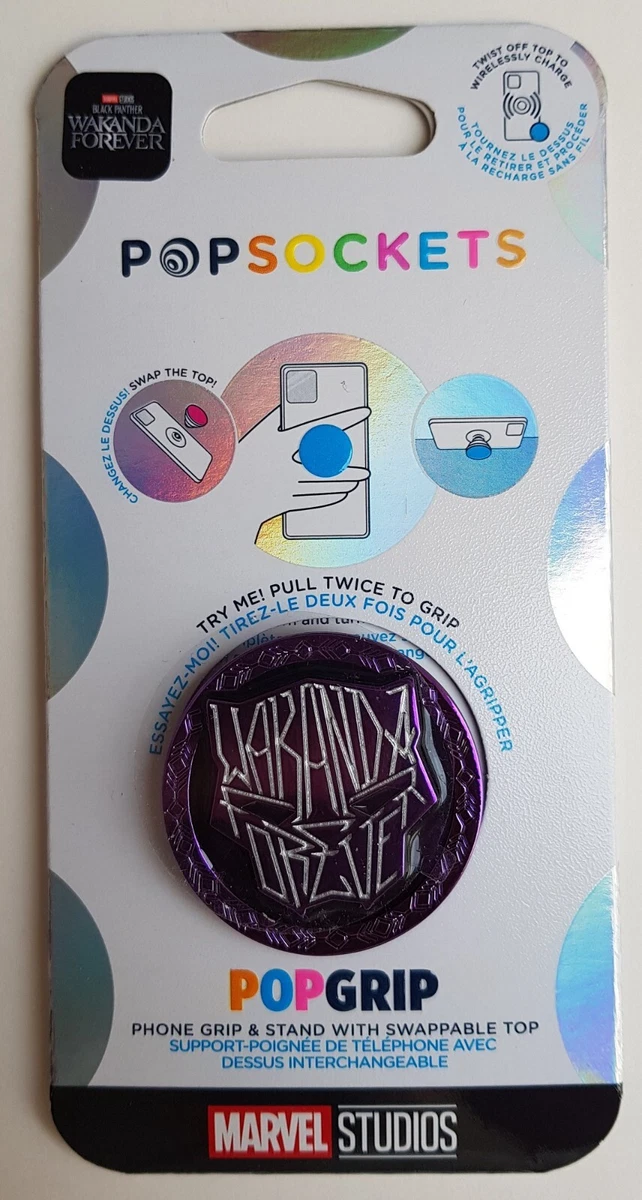 MARVEL STUDIOS
BLACK PANTHER
WAKANDA
FOREVER
TWIST OFF TOP TO
WIRELESSLY CHARGE
TOURNEZ LE DESSUS
POUR LE RETIRER ET PROCÉDER
À LA RECHARGE SANS FIL
POPSOCKETS
SWAP THE TOP!
CHANGEZ LE DESSUS!
TRY ME! PULL TWICE TO GRIP
ESSAYEZ-MOI! TIREZ-LE DEUX FOIS POUR L'AGRIPPER
and turn
WAKANDA
FOREVER
POPGRIP
PHONE GRIP & STAND WITH SWAPPABLE TOP
SUPPORT-POIGNÉE DE TÉLÉPHONE AVEC
DESSUS INTERCHANGEABLE
MARVEL STUDIOS